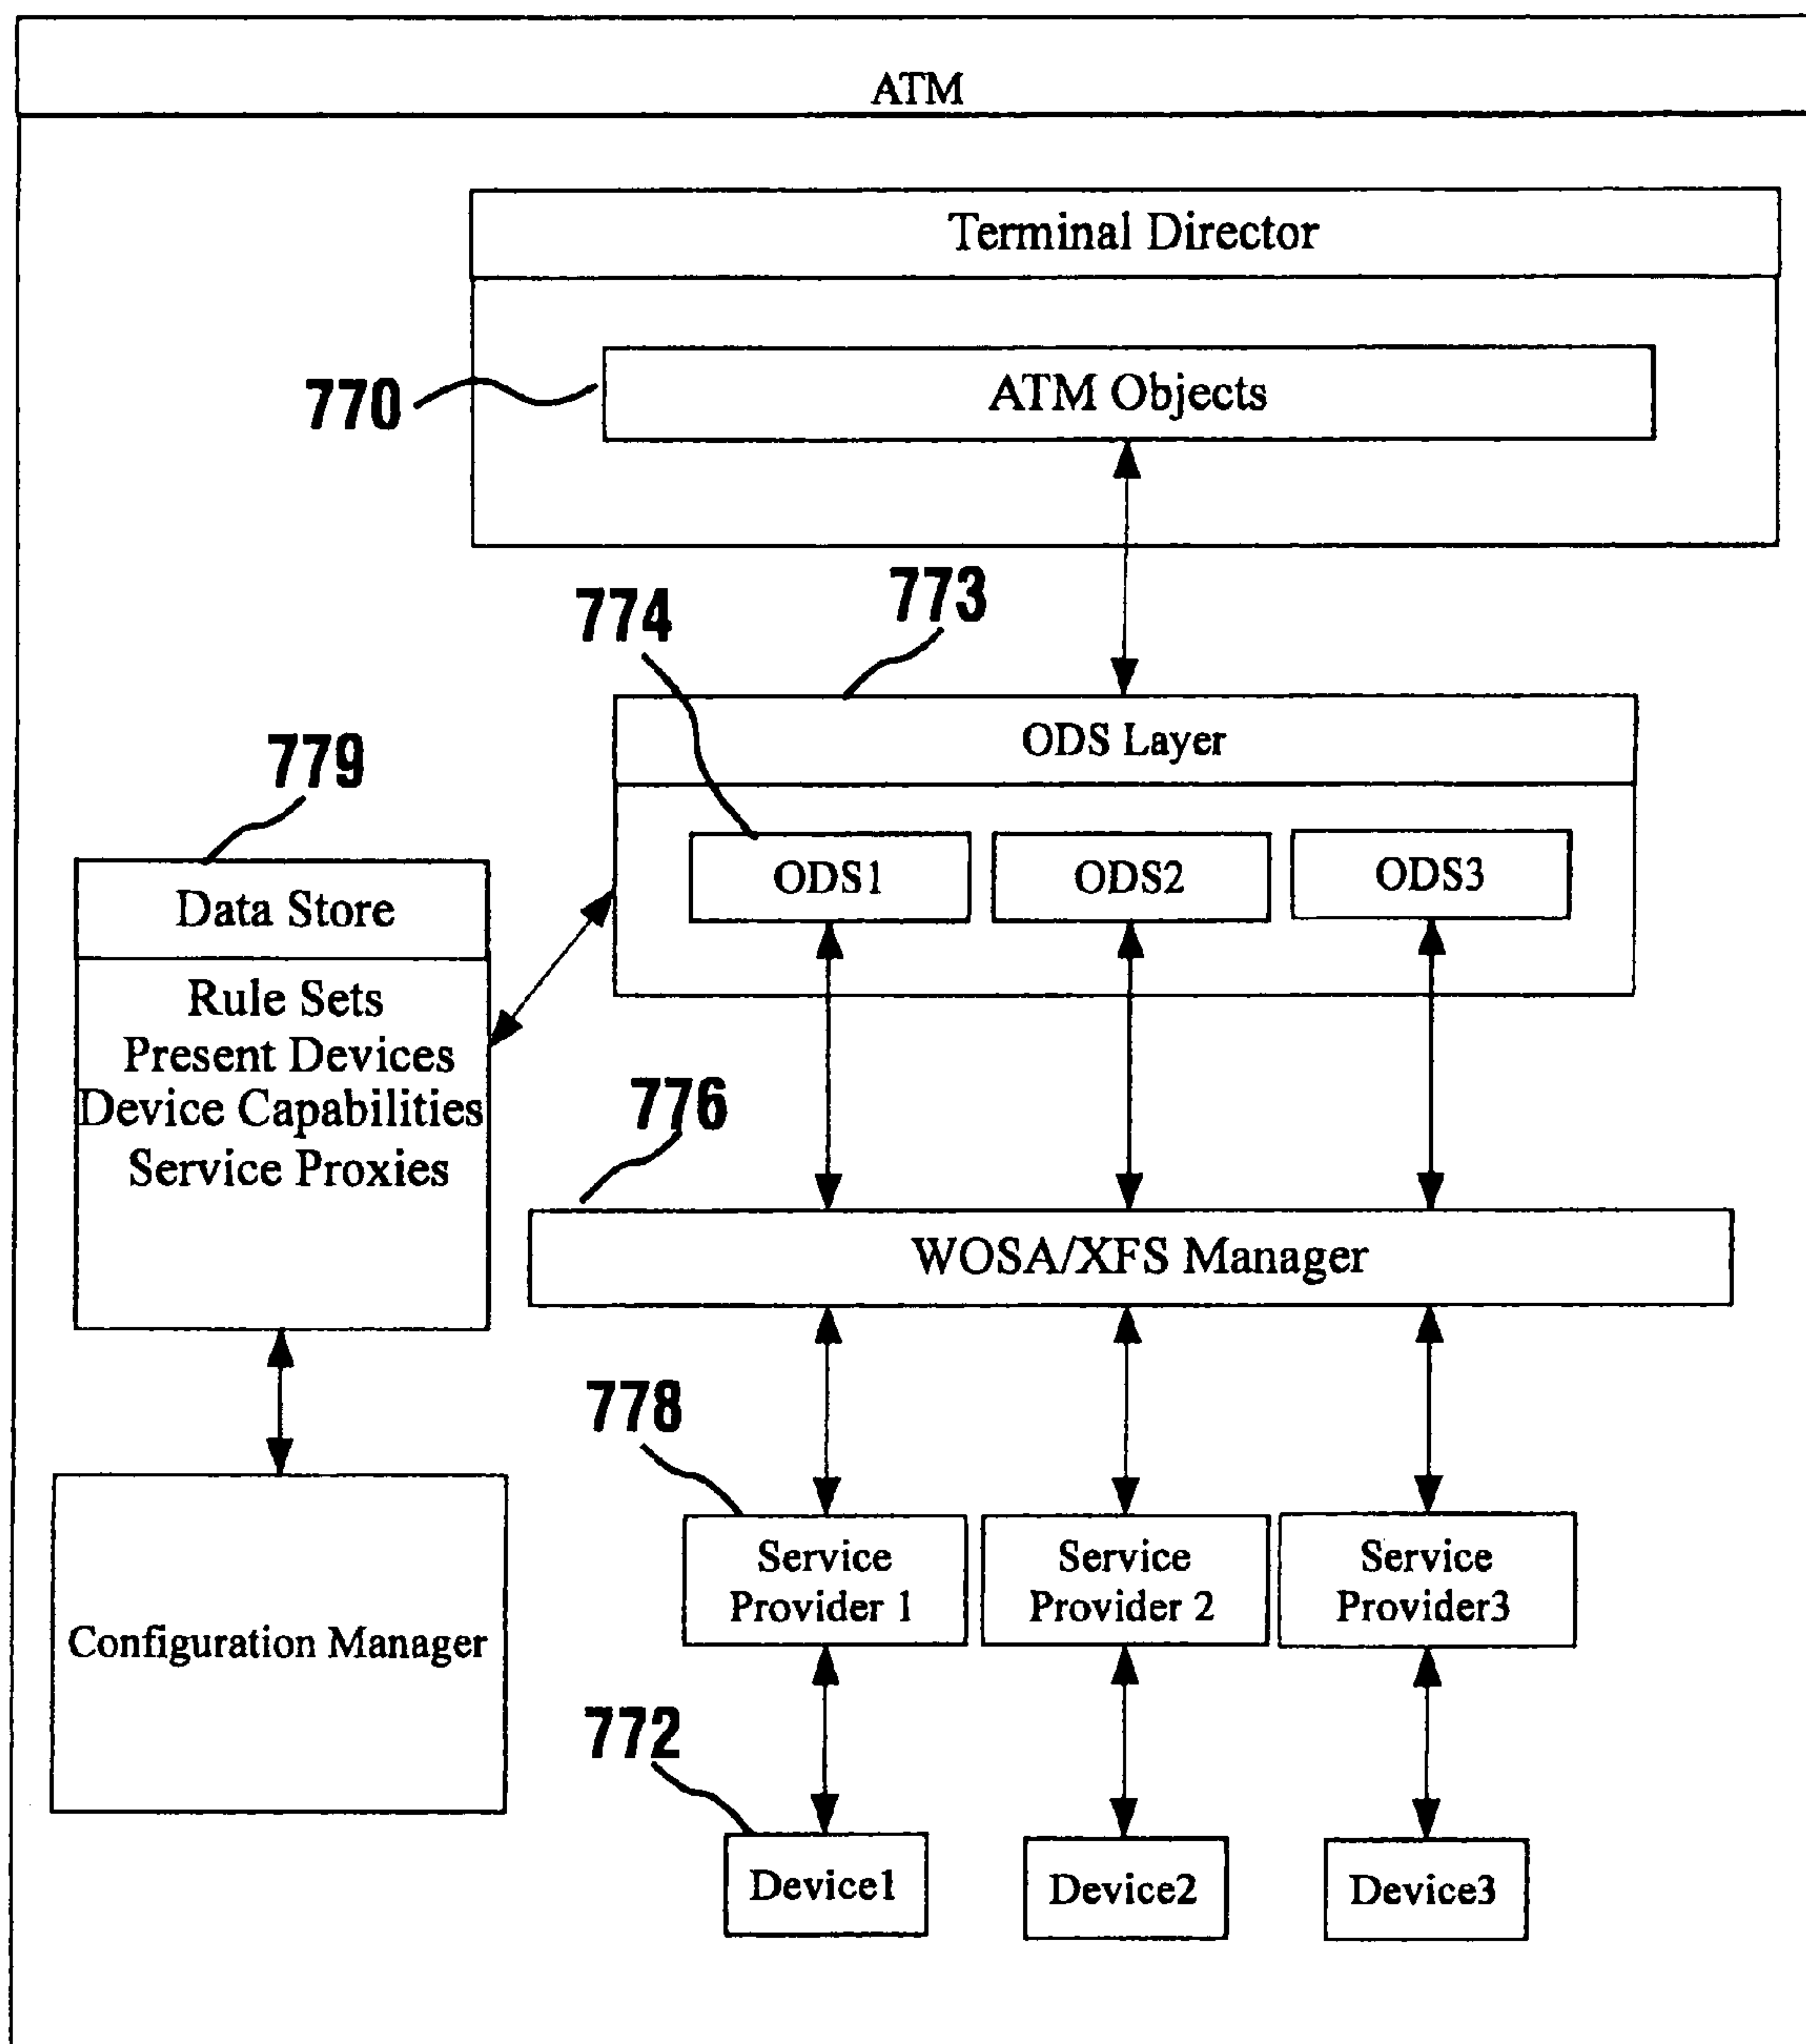 ATM
Terminal Director
770
ATM Objects
773
774
ODS Layer
779
ODS1
ODS2
ODS3
Data Store
Rule Sets
Present Devices
Device Capabilities
Service Proxies
776
WOSA/XFS Manager
778
Service
Provider 1
Service
Provider 2
Service
Provider3
Configuration Manager
772
Device1
Device2
Device3